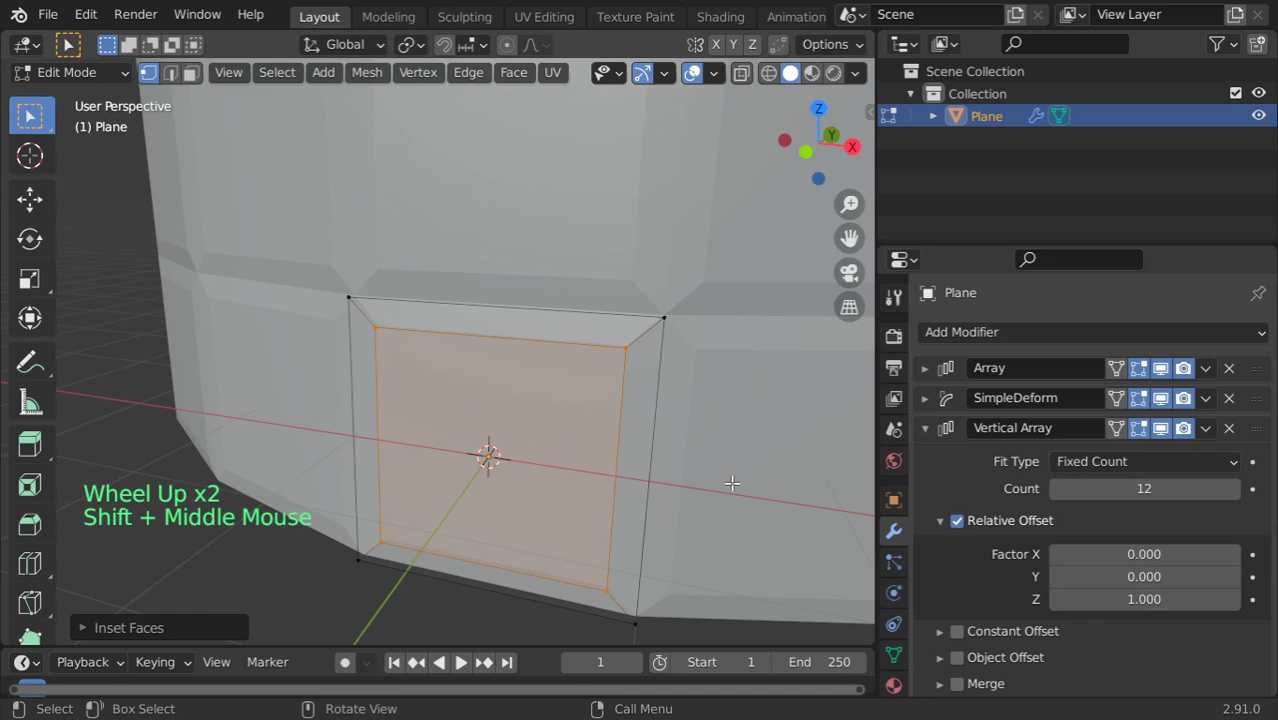 File Edit Render Window Help Layout Modeling Sculpting UV Editing Texture Paint Shading Animation Scene View Layer
Global X Y Z Options
Edit Mode View Select Add Mesh Vertex Edge Face UV
Scene Collection
Collection
Plane
User Perspective
(1) Plane
Z
Y
X
Plane
Add Modifier
Array
SimpleDeform
Vertical Array
Fit Type Fixed Count
Count 12
Relative Offset
Factor X 0.000
Y 0.000
Z 1.000
Constant Offset
Object Offset
Merge
Wheel Up x2
Shift + Middle Mouse
Inset Faces
Playback Keying View Marker 1 Start 1 End 250
Select Box Select Rotate View Call Menu 2.91.0